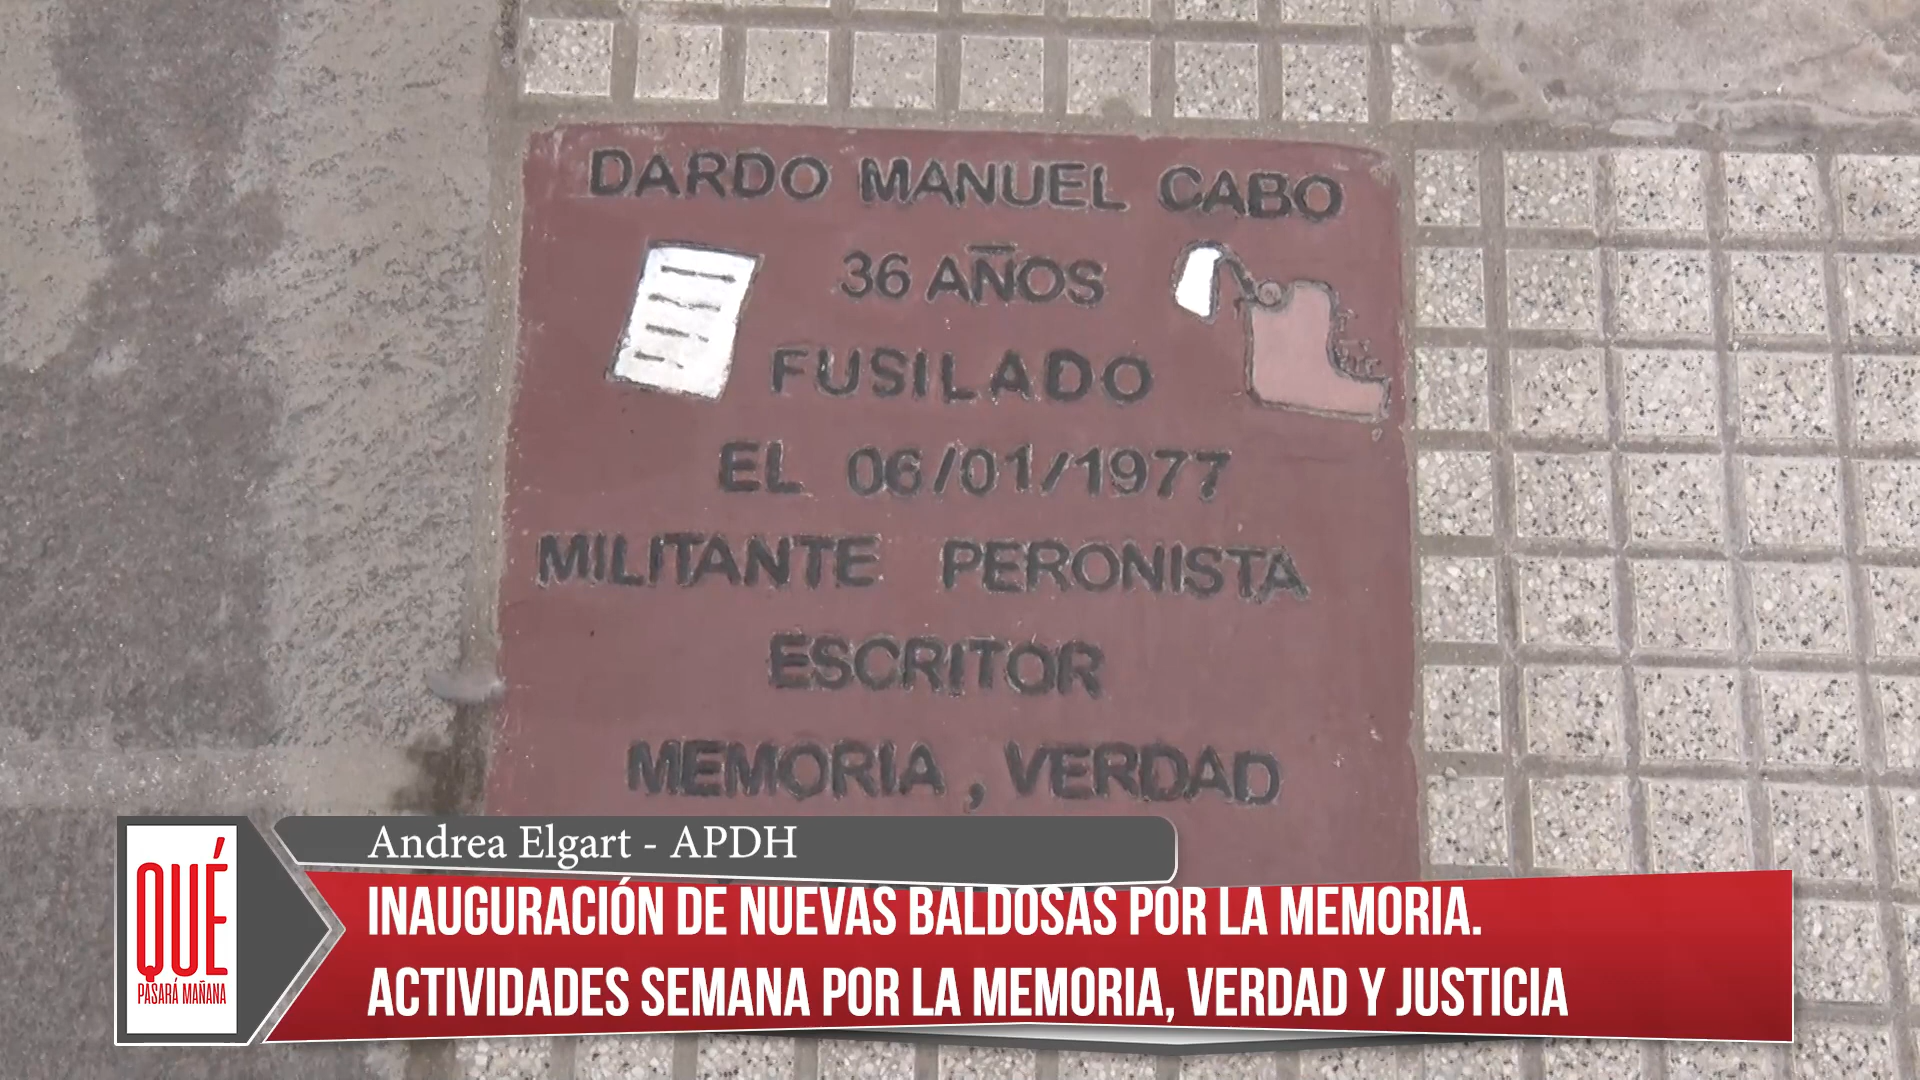 DARDO MANUEL CABO
36 AÑOS
FUSILADO
EL 06/01/1977
MILITANTE PERONISTA
ESCRITOR
MEMORIA, VERDAD
Andrea Elgart - APDH
INAUGURACIÓN DE NUEVAS BALDOSAS POR LA MEMORIA.
ACTIVIDADES SEMANA POR LA MEMORIA, VERDAD Y JUSTICIA
QUÉ
PASARÁ MAÑANA